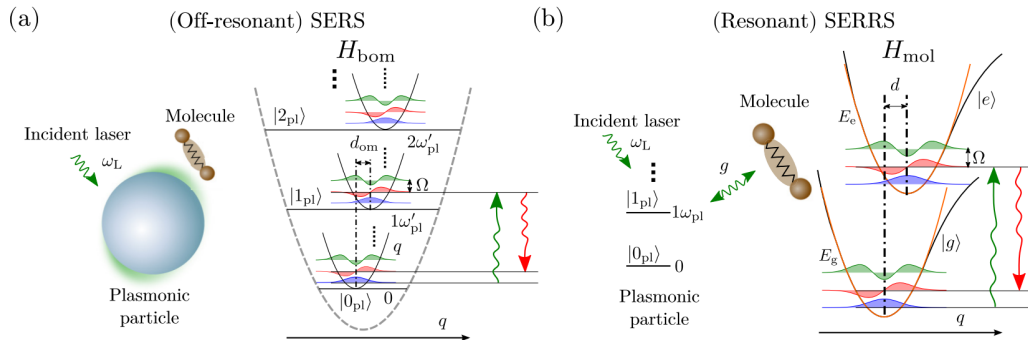 (a)
(Off-resonant) SERS
H_bom
Incident laser
ω_L
Molecule
Plasmonic
particle
|2_pl⟩
2ω′_pl
d_om
Ω
|1_pl⟩
1ω′_pl
q
|0_pl⟩
0
q
(b)
(Resonant) SERRS
H_mol
Incident laser
ω_L
g
Molecule
|1_pl⟩
1ω_pl
|0_pl⟩
0
Plasmonic
particle
d
E_e
|e⟩
Ω
E_g
|g⟩
q